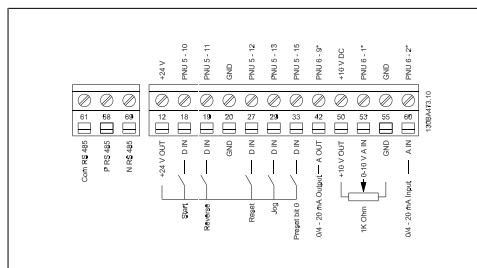 +24 V
PNU 5 - 10
PNU 5 - 11
GND
PNU 5 - 12
PNU 5 - 13
PNU 5 - 15
PNU 6 - 9*
+10 V DC
PNU 6 - 1*
GND
PNU 6 - 2*
61 68 69 12 18 19 20 27 29 33 42 50 53 55 60
Com RS 485
P RS 485
N RS 485
+24 V OUT
D IN
D IN
GND
D IN
D IN
D IN
A OUT
+10 V OUT
0-10 V A IN
GND
A IN
Start
Reverse
Reset
Jog
Preset bit 0
0/4 - 20 mA Output
1K Ohm
0/4 - 20 mA Input
130BA473.10